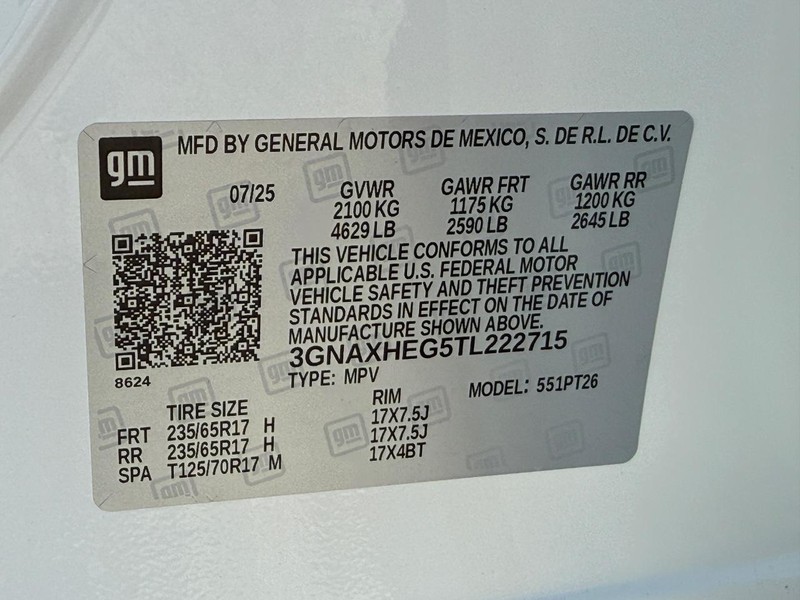 gm MFD BY GENERAL MOTORS DE MEXICO, S. DE R.L. DE C.V.
07/25 GVWR GAWR FRT GAWR RR
2100 KG 1175 KG 1200 KG
4629 LB 2590 LB 2645 LB
THIS VEHICLE CONFORMS TO ALL
APPLICABLE U.S. FEDERAL MOTOR
VEHICLE SAFETY AND THEFT PREVENTION
STANDARDS IN EFFECT ON THE DATE OF
MANUFACTURE SHOWN ABOVE.
3GNAXHEG5TL222715
8624 TYPE: MPV MODEL: 551PT26
TIRE SIZE RIM
FRT 235/65R17 H 17X7.5J
RR 235/65R17 H 17X7.5J
SPA T125/70R17 M 17X4BT